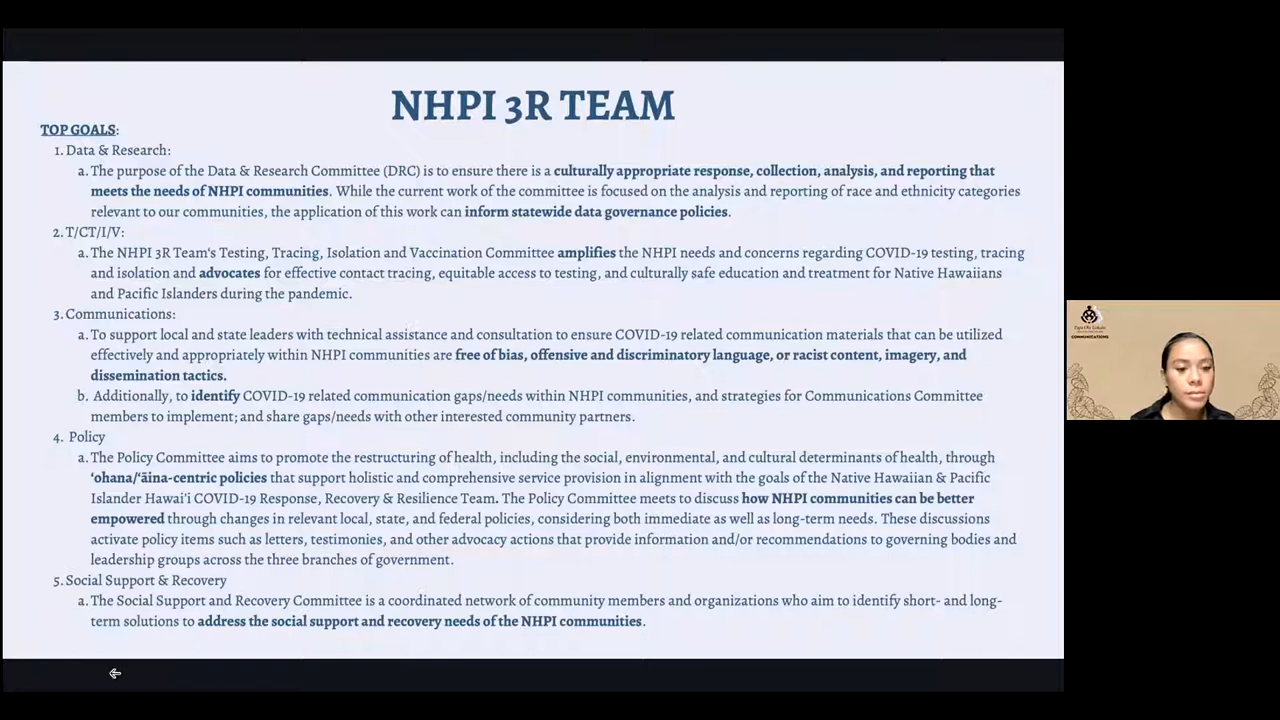 NHPI 3R TEAM
TOP GOALS:
1. Data & Research:
a. The purpose of the Data & Research Committee (DRC) is to ensure there is a culturally appropriate response, collection, analysis, and reporting that
meets the needs of NHPI communities. While the current work of the committee is focused on the analysis and reporting of race and ethnicity categories
relevant to our communities, the application of this work can inform statewide data governance policies.
2. T/CT/I/V:
a. The NHPI 3R Team's Testing, Tracing, Isolation and Vaccination Committee amplifies the NHPI needs and concerns regarding COVID-19 testing, tracing
and isolation and advocates for effective contact tracing, equitable access to testing, and culturally safe education and treatment for Native Hawaiians
and Pacific Islanders during the pandemic.
3. Communications:
a. To support local and state leaders with technical assistance and consultation to ensure COVID-19 related communication materials that can be utilized
effectively and appropriately within NHPI communities are free of bias, offensive and discriminatory language, or racist content, imagery, and
dissemination tactics.
b. Additionally, to identify COVID-19 related communication gaps/needs within NHPI communities, and strategies for Communications Committee
members to implement; and share gaps/needs with other interested community partners.
4. Policy
a. The Policy Committee aims to promote the restructuring of health, including the social, environmental, and cultural determinants of health, through
ʻohana/ʻāina-centric policies that support holistic and comprehensive service provision in alignment with the goals of the Native Hawaiian & Pacific
Islander Hawaiʻi COVID-19 Response, Recovery & Resilience Team. The Policy Committee meets to discuss how NHPI communities can be better
empowered through changes in relevant local, state, and federal policies, considering both immediate as well as long-term needs. These discussions
activate policy items such as letters, testimonies, and other advocacy actions that provide information and/or recommendations to governing bodies and
leadership groups across the three branches of government.
5. Social Support & Recovery
a. The Social Support and Recovery Committee is a coordinated network of community members and organizations who aim to identify short- and long-
term solutions to address the social support and recovery needs of the NHPI communities.
COMMUNICATIONS